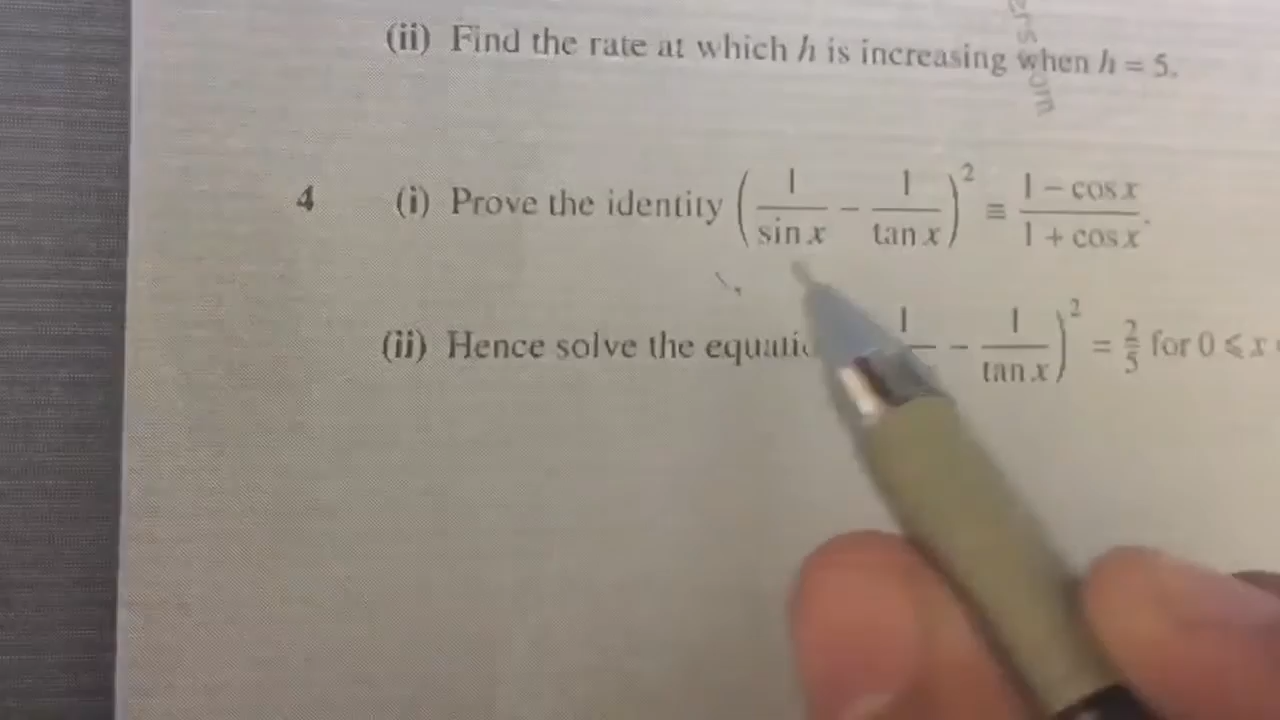 (ii) Find the rate at which h is increasing when h = 5.
4 (i) Prove the identity (1/sin x − 1/tan x)² ≡ (1 − cos x)/(1 + cos x).
(ii) Hence solve the 1 − 1/tan x)² = 2/5 for 0 ⩽ x